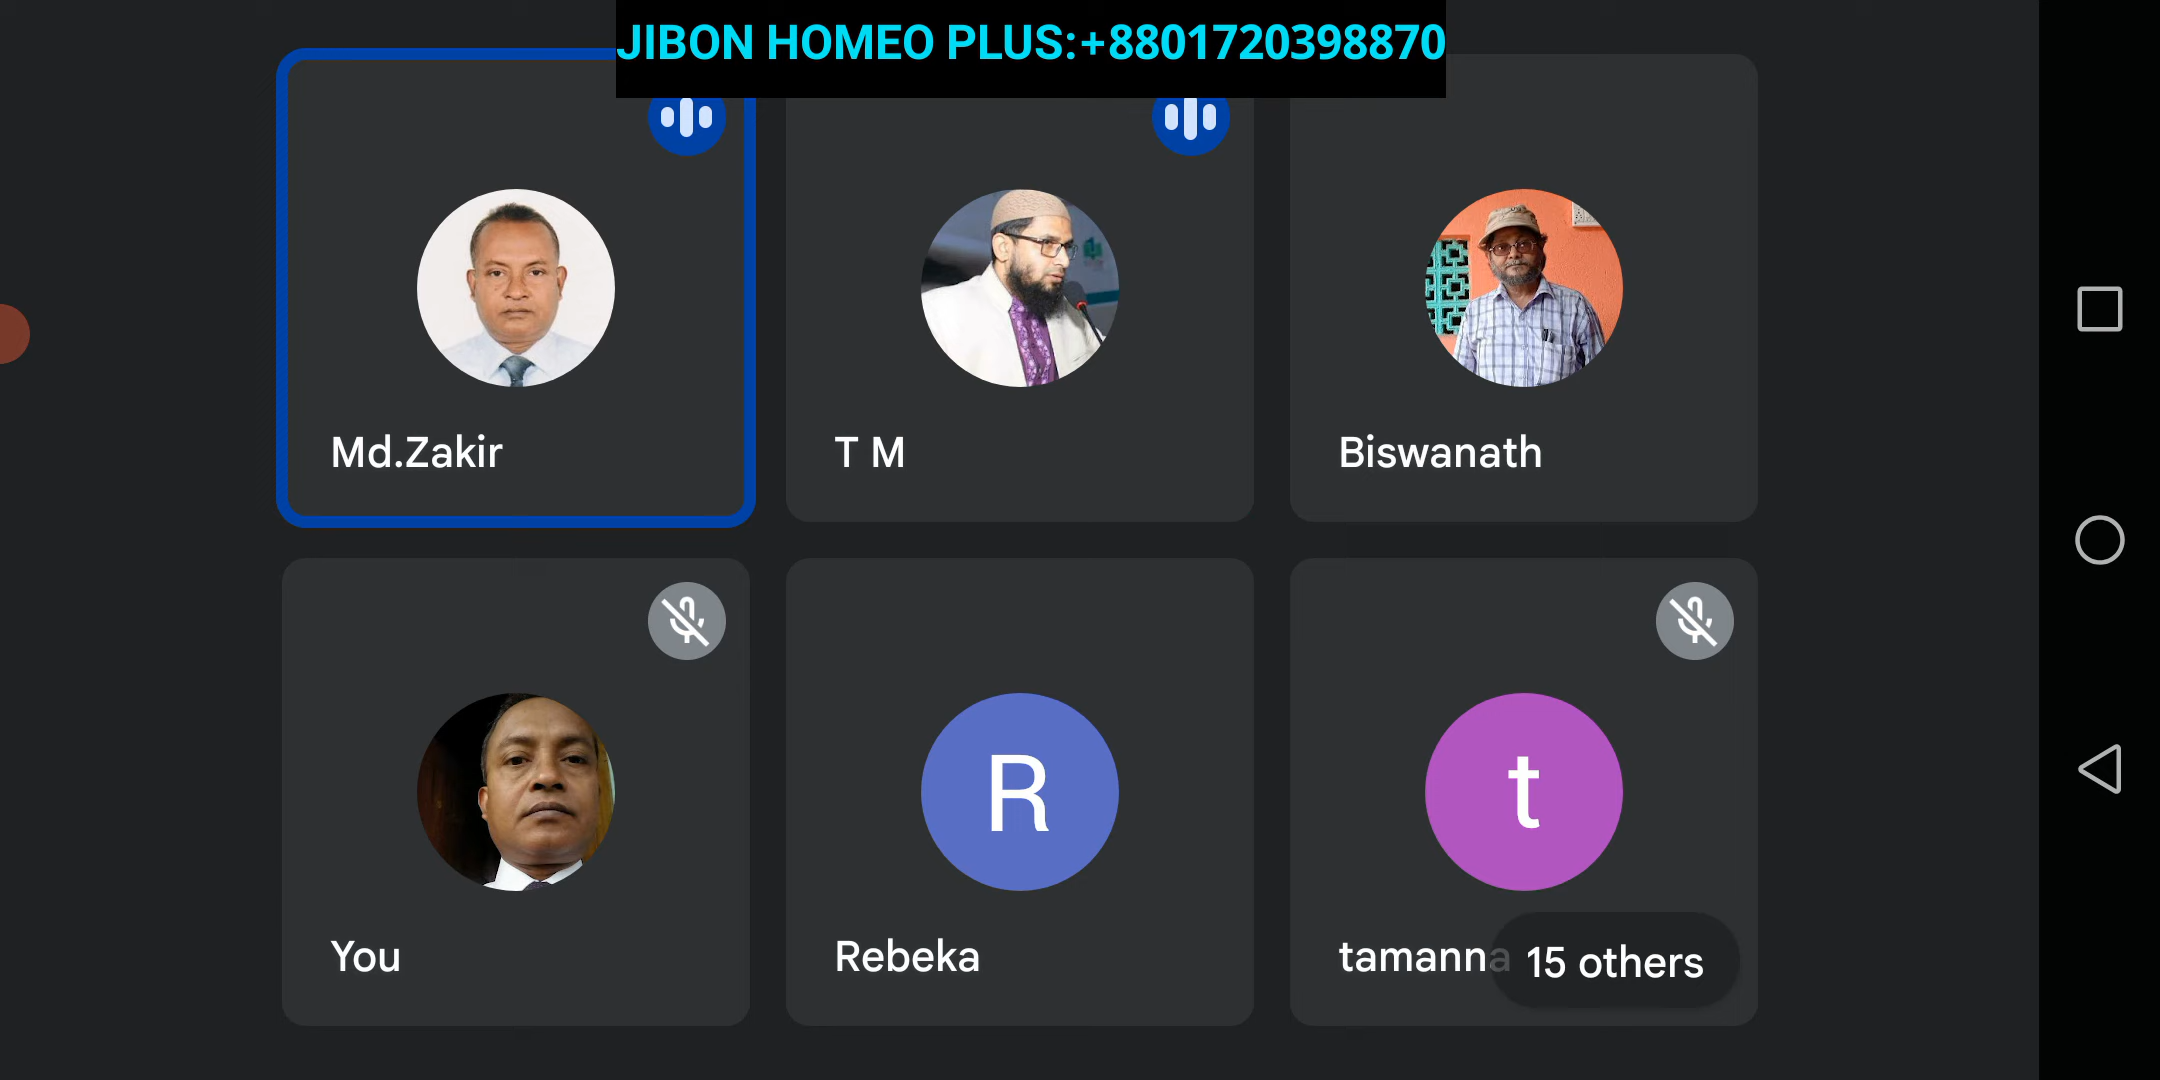 JIBON HOMEO PLUS:+8801720398870
Md.Zakir
T M
Biswanath
You
R
Rebeka
t
tamanna
15 others